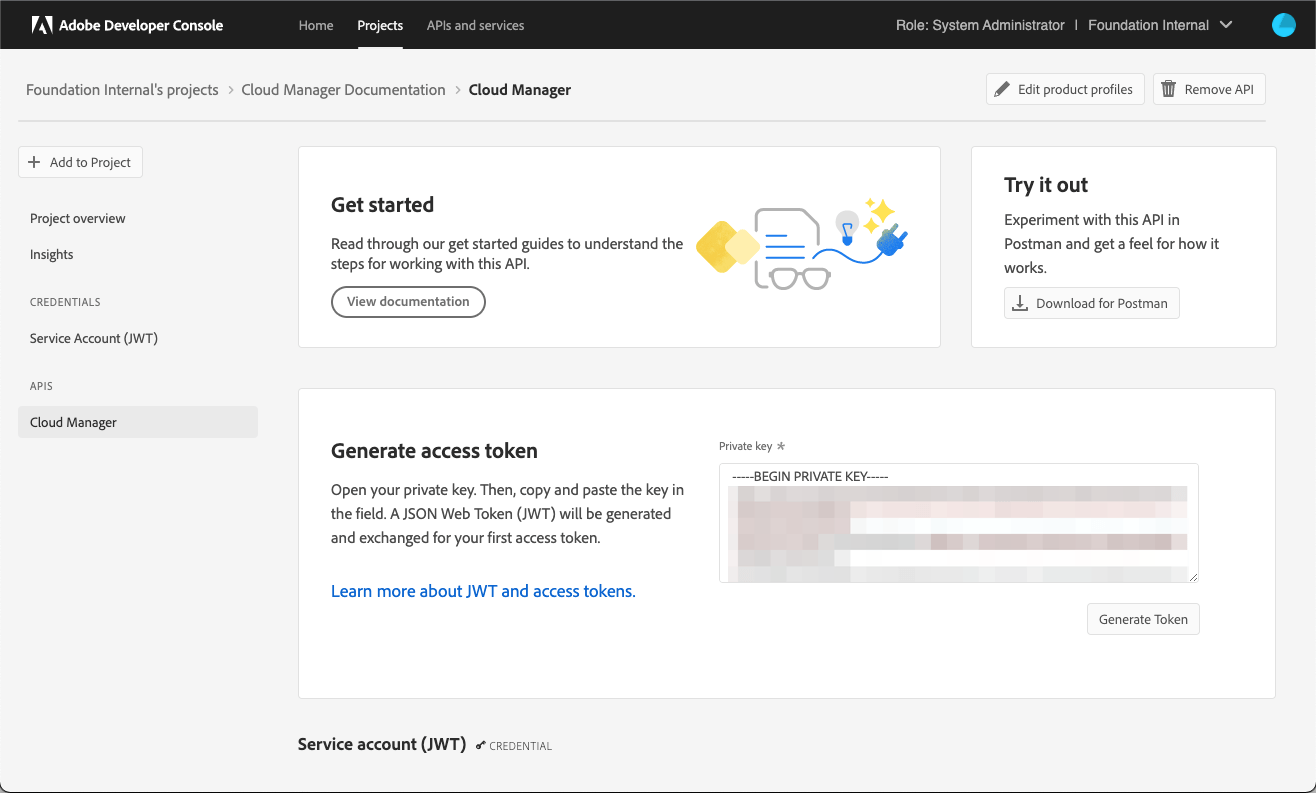 Adobe Developer Console
Home Projects APIs and services
Role: System Administrator | Foundation Internal
Foundation Internal's projects > Cloud Manager Documentation > Cloud Manager
Edit product profiles
Remove API
+ Add to Project
Project overview
Insights
CREDENTIALS
Service Account (JWT)
APIS
Cloud Manager
Get started
Read through our get started guides to understand the
steps for working with this API.
View documentation
Try it out
Experiment with this API in
Postman and get a feel for how it
works.
Download for Postman
Generate access token
Open your private key. Then, copy and paste the key in
the field. A JSON Web Token (JWT) will be generated
and exchanged for your first access token.
Learn more about JWT and access tokens.
Private key *
-----BEGIN PRIVATE KEY-----
Generate Token
Service account (JWT) CREDENTIAL